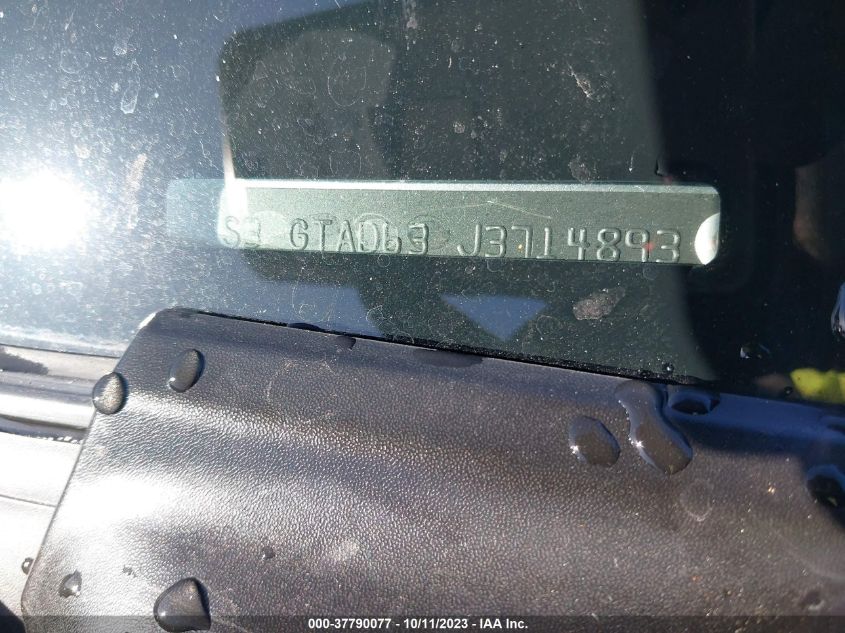 S3 GTAD63 J3714893
000-37790077 - 10/11/2023 - IAA Inc.